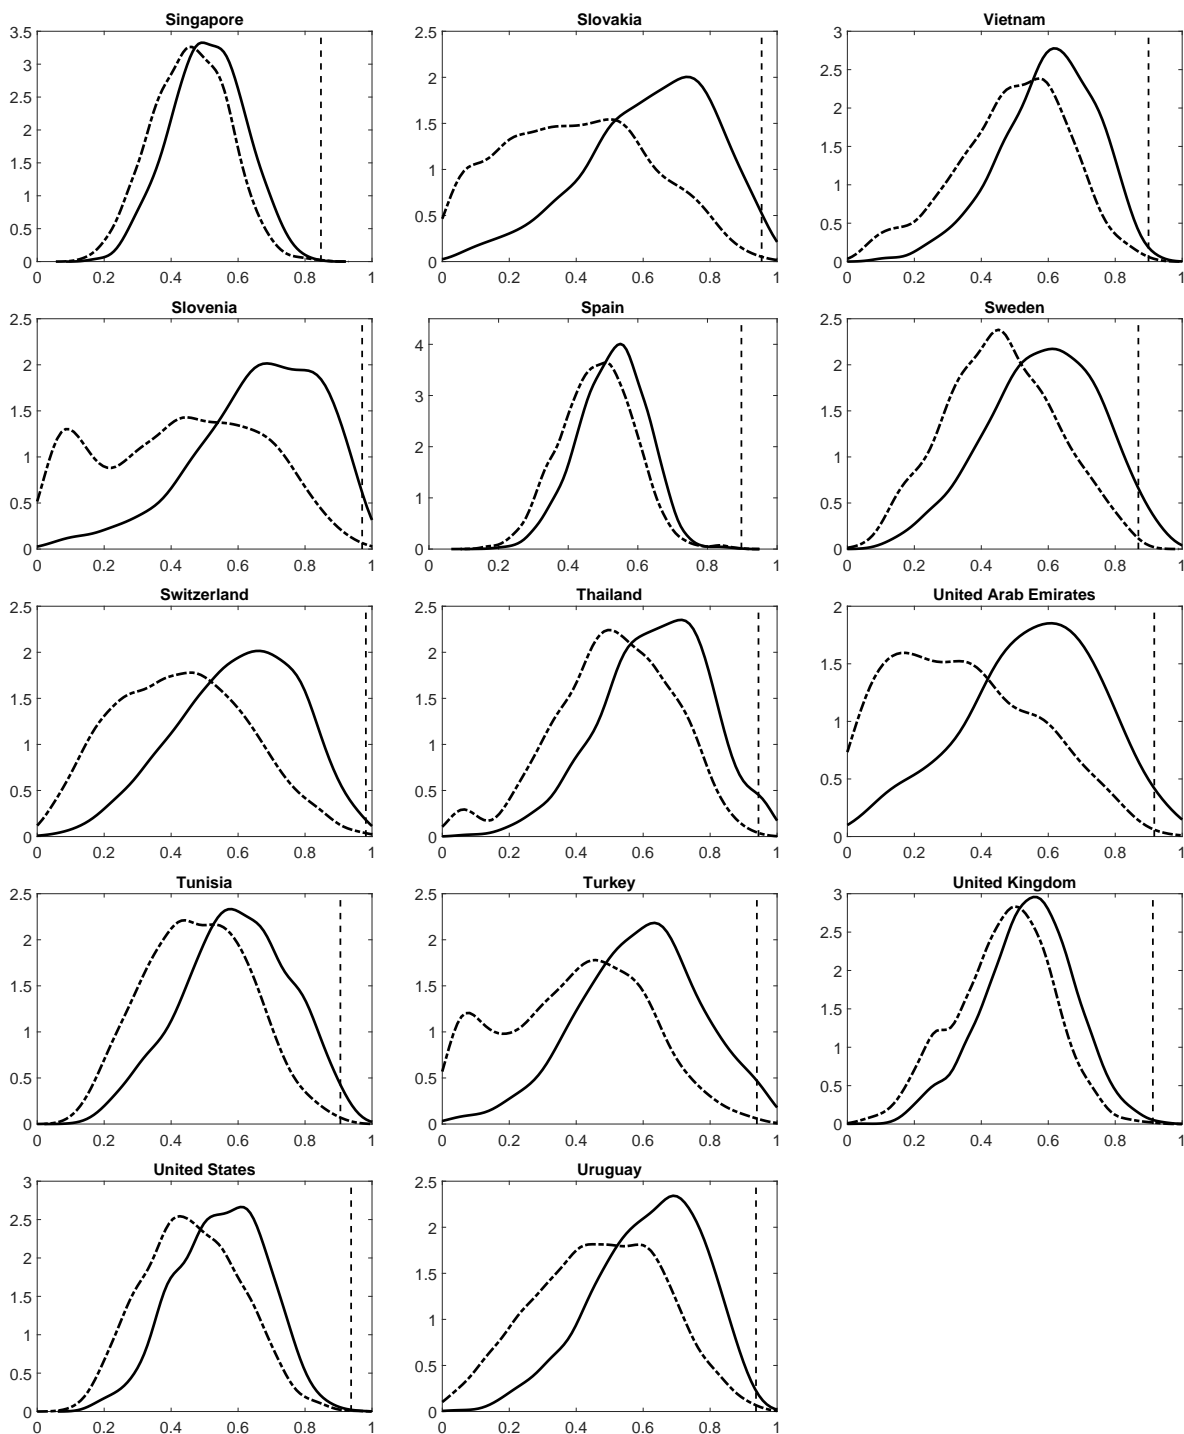 Singapore Slovakia Vietnam
3.5 2.5 3
3 2.5
2.5 2 2
2 1.5 1.5
1.5 1 1
1 0.5 0.5
0.5 0 0
0
0 0.2 0.4 0.6 0.8 1 0 0.2 0.4 0.6 0.8 1 0 0.2 0.4 0.6 0.8 1
Slovenia Spain Sweden
2.5 4 2.5
2 3 2
1.5 2 1.5
1 1 1
0.5 0 0.5
0 0
0 0.2 0.4 0.6 0.8 1 0 0.2 0.4 0.6 0.8 1 0 0.2 0.4 0.6 0.8 1
Switzerland Thailand United Arab Emirates
2.5 2.5 2
2 2 1.5
1.5 1.5 1
1 1 0.5
0.5 0.5 0
0 0
0 0.2 0.4 0.6 0.8 1 0 0.2 0.4 0.6 0.8 1 0 0.2 0.4 0.6 0.8 1
Tunisia Turkey United Kingdom
2.5 2.5 3
2 2 2.5
1.5 1.5 2
1 1 1.5
0.5 0.5 1
0 0 0.5
0
0 0.2 0.4 0.6 0.8 1 0 0.2 0.4 0.6 0.8 1 0 0.2 0.4 0.6 0.8 1
United States Uruguay
3 2.5
2.5 2
2 1.5
1.5 1
1 0.5
0.5 0
0
0 0.2 0.4 0.6 0.8 1 0 0.2 0.4 0.6 0.8 1